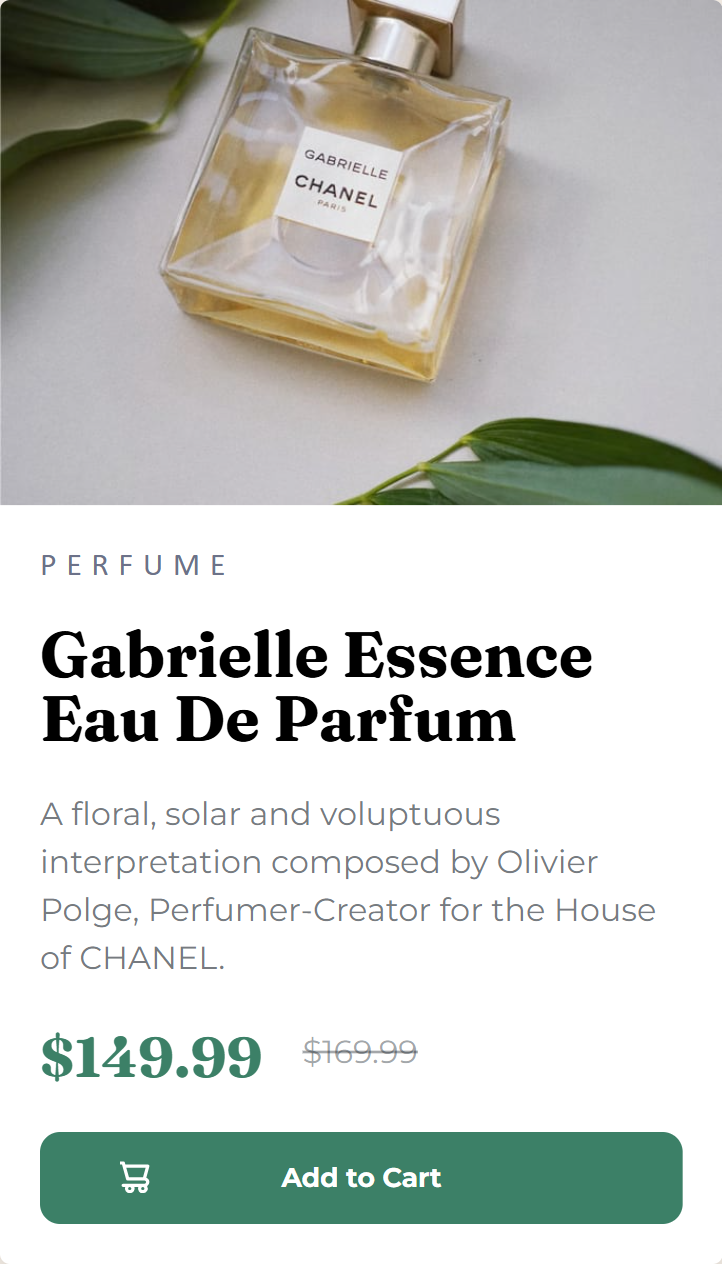 GABRIELLE
CHANEL
PARIS
PERFUME
Gabrielle Essence
Eau De Parfum
A floral, solar and voluptuous
interpretation composed by Olivier
Polge, Perfumer-Creator for the House
of CHANEL.
$149.99 $169.99
Add to Cart